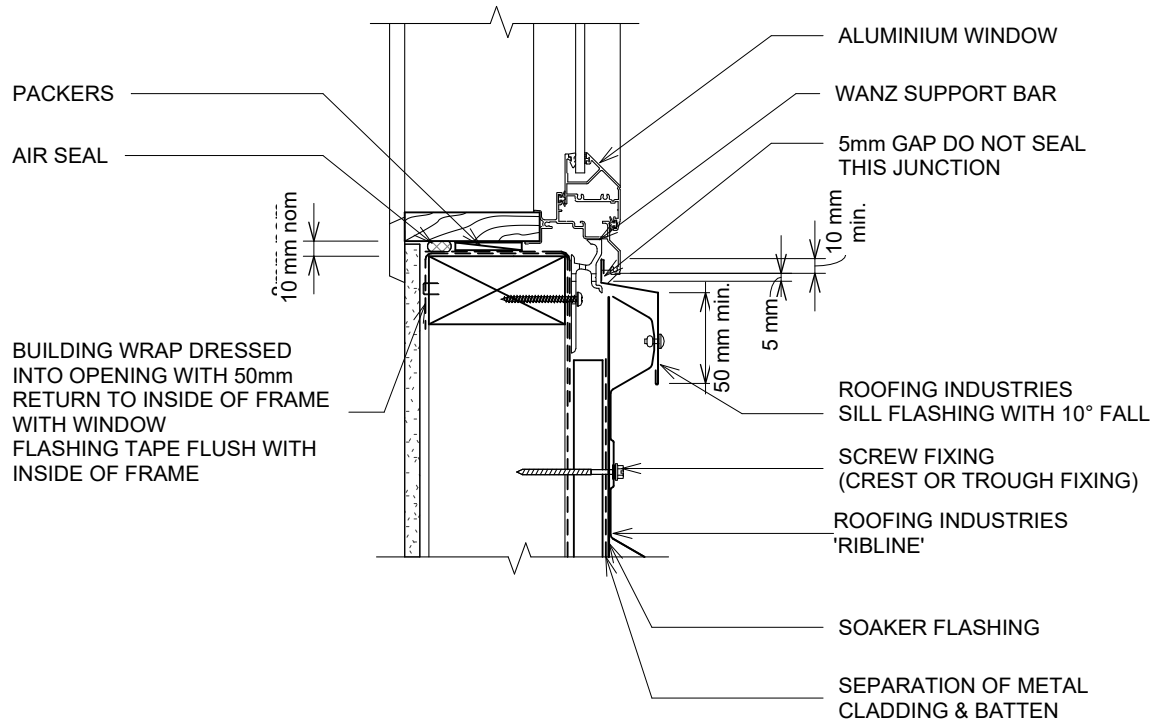 ALUMINIUM WINDOW
PACKERS
WANZ SUPPORT BAR
AIR SEAL
5mm GAP DO NOT SEAL
THIS JUNCTION
10 mm nom
10 mm
min.
5 mm
50 mm min.
BUILDING WRAP DRESSED
INTO OPENING WITH 50mm
RETURN TO INSIDE OF FRAME
WITH WINDOW
FLASHING TAPE FLUSH WITH
INSIDE OF FRAME
ROOFING INDUSTRIES
SILL FLASHING WITH 10° FALL
SCREW FIXING
(CREST OR TROUGH FIXING)
ROOFING INDUSTRIES
'RIBLINE'
SOAKER FLASHING
SEPARATION OF METAL
CLADDING & BATTEN